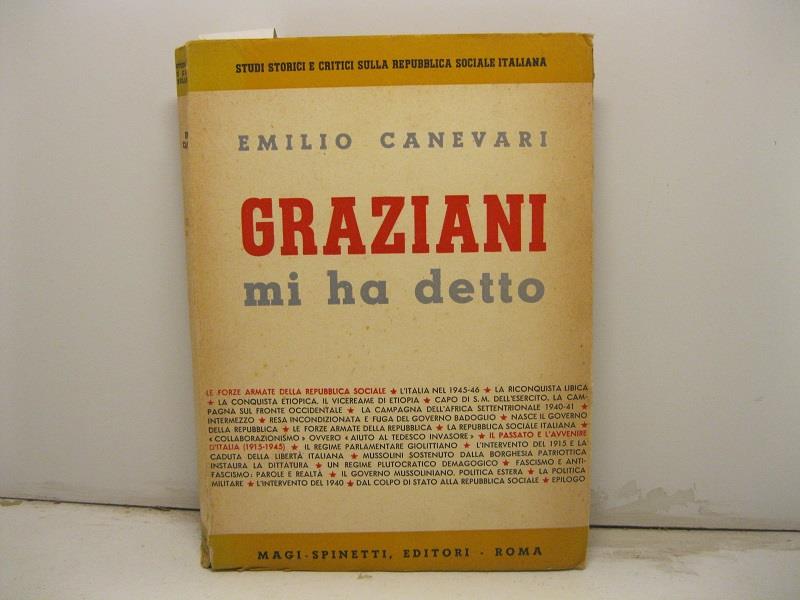 STUDI STORICI E CRITICI SULLA REPUBBLICA SOCIALE ITALIANA
EMILIO CANEVARI
GRAZIANI
mi ha detto
LE FORZE ARMATE DELLA REPUBBLICA SOCIALE ★ L'ITALIA NEL 1945-46 ★ LA RICONQUISTA LIBICA
★ LA CONQUISTA ETIOPICA. IL VICEREAME DI ETIOPIA ★ CAPO DI S. M. DELL'ESERCITO. LA CAM-
PAGNA SUL FRONTE OCCIDENTALE ★ LA CAMPAGNA DELL'AFRICA SETTENTRIONALE 1940-41 ★
INTERMEZZO ★ RESA INCONDIZIONATA E FUGA DEL GOVERNO BADOGLIO ★ NASCE IL GOVERNO
DELLA REPUBBLICA ★ LE FORZE ARMATE DELLA REPUBBLICA ★ LA REPUBBLICA SOCIALE ITALIANA ★
« COLLABORAZIONISMO » OVVERO « AIUTO AL TEDESCO INVASORE » ★ IL PASSATO E L'AVVENIRE
D'ITALIA (1915-1945) ★ IL REGIME PARLAMENTARE GIOLITTIANO ★ L'INTERVENTO DEL 1915 E LA
CADUTA DELLA LIBERTÀ ITALIANA ★ MUSSOLINI SOSTENUTO DALLA BORGHESIA PATRIOTTICA
INSTAURA LA DITTATURA ★ UN REGIME PLUTOCRATICO DEMAGOGICO ★ FASCISMO E ANTI-
FASCISMO: PAROLE E REALTÀ ★ IL GOVERNO MUSSOLINIANO. POLITICA ESTERA ★ LA POLITICA
MILITARE ★ L'INTERVENTO DEL 1940 ★ DAL COLPO DI STATO ALLA REPUBBLICA SOCIALE ★ EPILOGO
MAGI-SPINETTI, EDITORI - ROMA